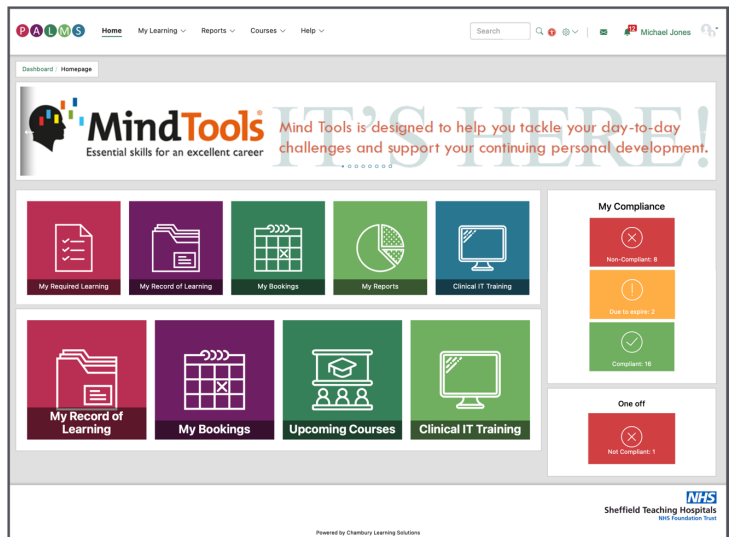 PALMS
Home My Learning Reports Courses Help Search 12 Michael Jones
Dashboard / Homepage
MindTools
Essential skills for an excellent career
IT'S HERE!
Mind Tools is designed to help you tackle your day-to-day
challenges and support your continuing personal development.
My Required Learning
My Record of Learning
My Bookings
My Reports
Clinical IT Training
My Compliance
Non-Compliant: 8
Due to expire: 2
Compliant: 16
My Record of
Learning
My Bookings
Upcoming Courses
Clinical IT Training
One off
Not Compliant: 1
NHS
Sheffield Teaching Hospitals
NHS Foundation Trust
Powered by Chambury Learning Solutions